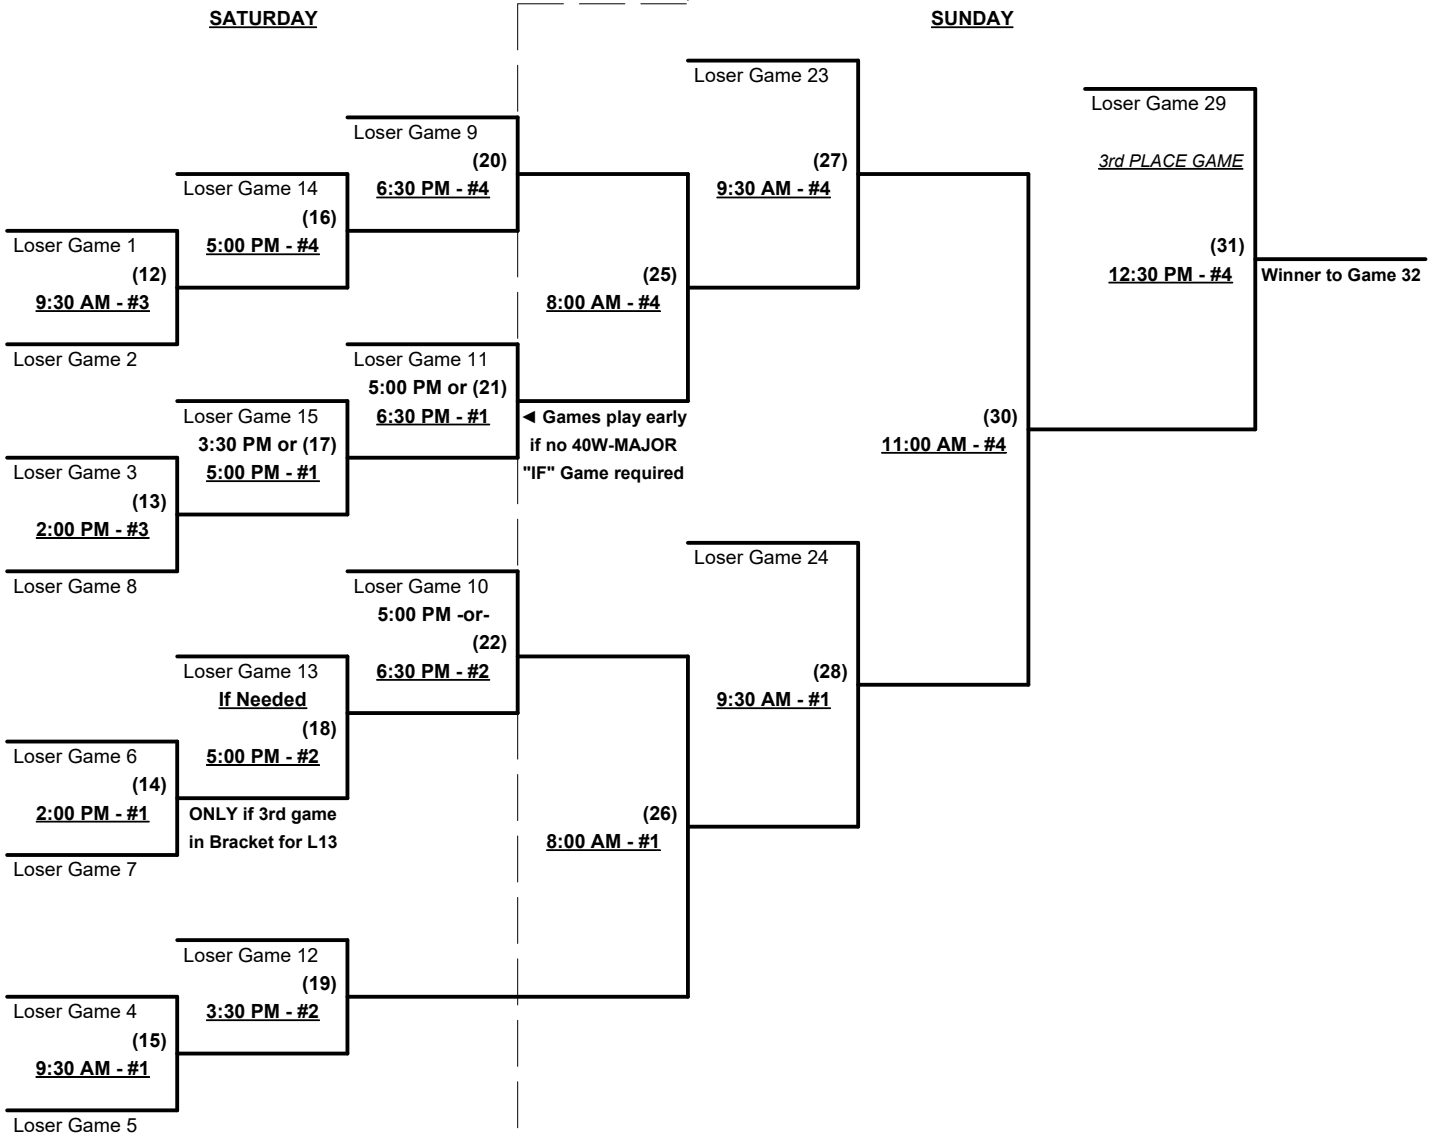 SATURDAY
SUNDAY
Loser Game 23
Loser Game 29
Loser Game 9
(20)
6:30 PM - #4
(27)
9:30 AM - #4
3rd PLACE GAME
Loser Game 14
(16)
5:00 PM - #4
Loser Game 1
(12)
9:30 AM - #3
(25)
8:00 AM - #4
(31)
12:30 PM - #4
Winner to Game 32
Loser Game 2
Loser Game 11
5:00 PM or (21)
6:30 PM - #1
Loser Game 15
3:30 PM or (17)
5:00 PM - #1
◄ Games play early
if no 40W-MAJOR
"IF" Game required
(30)
11:00 AM - #4
Loser Game 3
(13)
2:00 PM - #3
Loser Game 8
Loser Game 24
Loser Game 10
5:00 PM -or-
(22)
6:30 PM - #2
Loser Game 13
If Needed
(18)
5:00 PM - #2
(28)
9:30 AM - #1
Loser Game 6
(14)
2:00 PM - #1
ONLY if 3rd game
in Bracket for L13
(26)
8:00 AM - #1
Loser Game 7
Loser Game 12
(19)
3:30 PM - #2
Loser Game 4
(15)
9:30 AM - #1
Loser Game 5